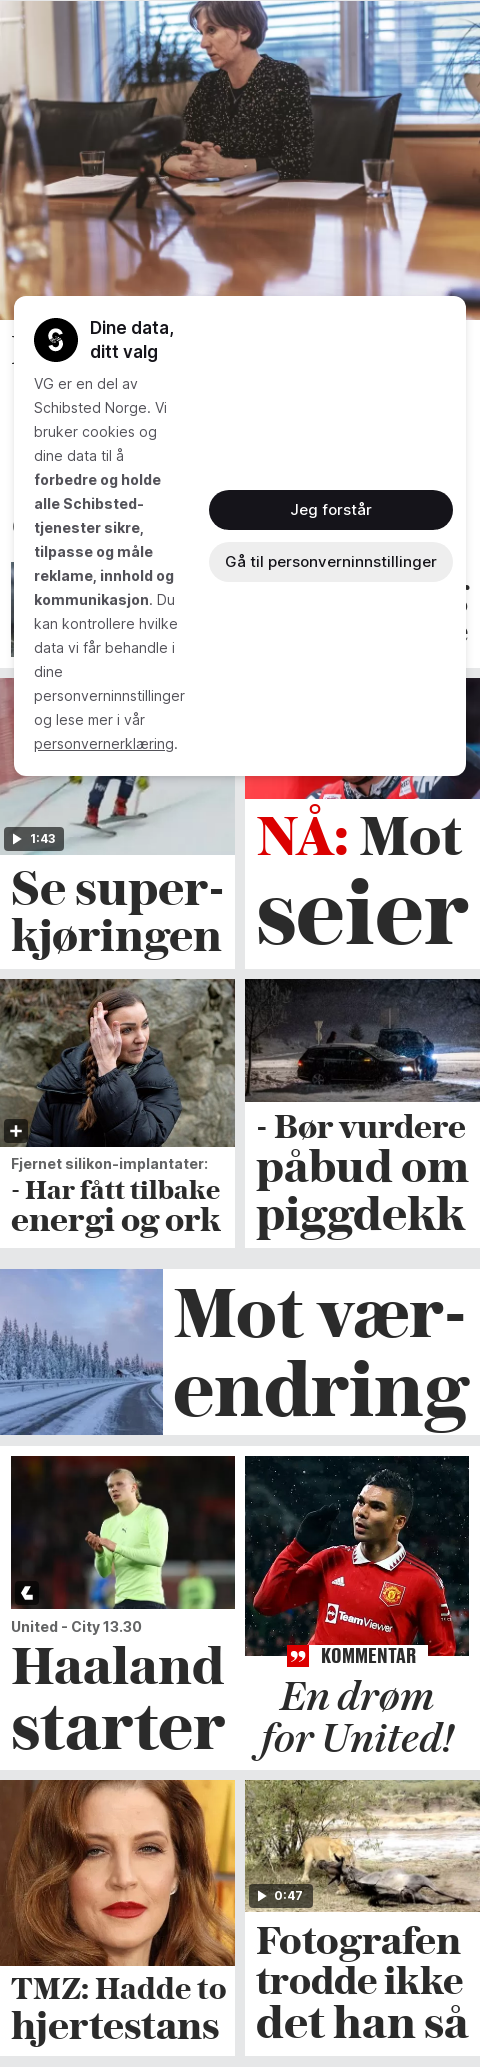 Dine data,
ditt valg
VG er en del av
Schibsted Norge. Vi
bruker cookies og
dine data til å
forbedre og holde
alle Schibsted-
tjenester sikre,
tilpasse og måle
reklame, innhold og
kommunikasjon. Du
kan kontrollere hvilke
data vi får behandle i
dine
personverninnstillinger
og lese mer i vår
personvernerklæring.
Jeg forstår
Gå til personverninnstillinger
1:43
Se super-
kjøringen
NÅ: Mot
seier
Fjernet silikon-implantater:
- Har fått tilbake
energi og ork
- Bør vurdere
påbud om
piggdekk
Mot vær-
endring
United - City 13.30
Haaland
starter
TeamViewer
KOMMENTAR
En drøm
for United!
TMZ: Hadde to
hjertestans
0:47
Fotografen
trodde ikke
det han så